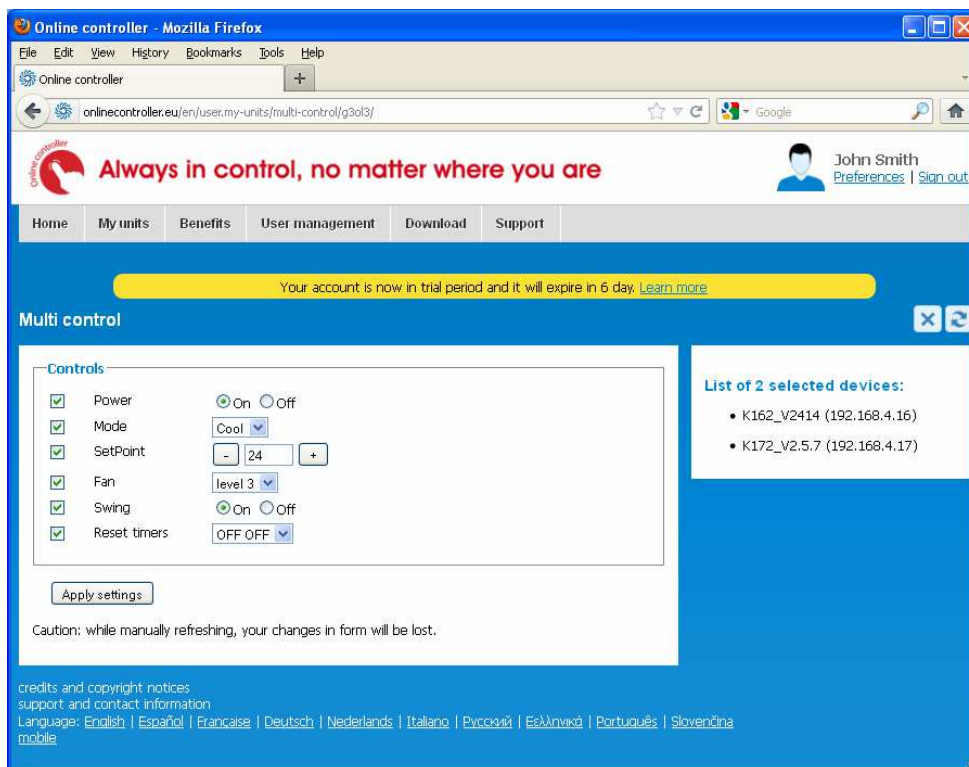 Online controller - Mozilla Firefox
File Edit View History Bookmarks Tools Help
Online controller +
onlinecontroller.eu/en/user.my-units/multi-control/g3ol3/ Google
Online controller
Always in control, no matter where you are
John Smith
Preferences | Sign out
Home My units Benefits User management Download Support
Your account is now in trial period and it will expire in 6 day. Learn more
Multi control
Controls
Power On Off
Mode Cool
SetPoint - 24 +
Fan level 3
Swing On Off
Reset timers OFF OFF
Apply settings
Caution: while manually refreshing, your changes in form will be lost.
List of 2 selected devices:
• K162_V2414 (192.168.4.16)
• K172_V2.5.7 (192.168.4.17)
credits and copyright notices
support and contact information
Language: English | Español | Française | Deutsch | Nederlands | Italiano | Русский | Ελληνικά | Português | Slovenčina
mobile